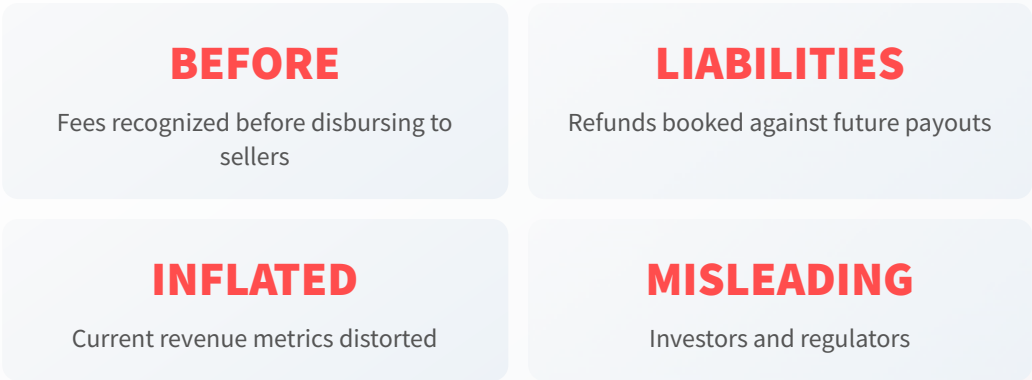 BEFORE
Fees recognized before disbursing to
sellers
LIABILITIES
Refunds booked against future payouts
INFLATED
Current revenue metrics distorted
MISLEADING
Investors and regulators